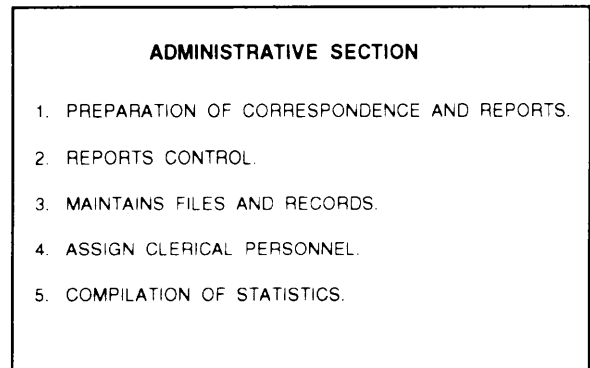 ADMINISTRATIVE SECTION
1. PREPARATION OF CORRESPONDENCE AND REPORTS.
2. REPORTS CONTROL.
3. MAINTAINS FILES AND RECORDS.
4. ASSIGN CLERICAL PERSONNEL.
5. COMPILATION OF STATISTICS.